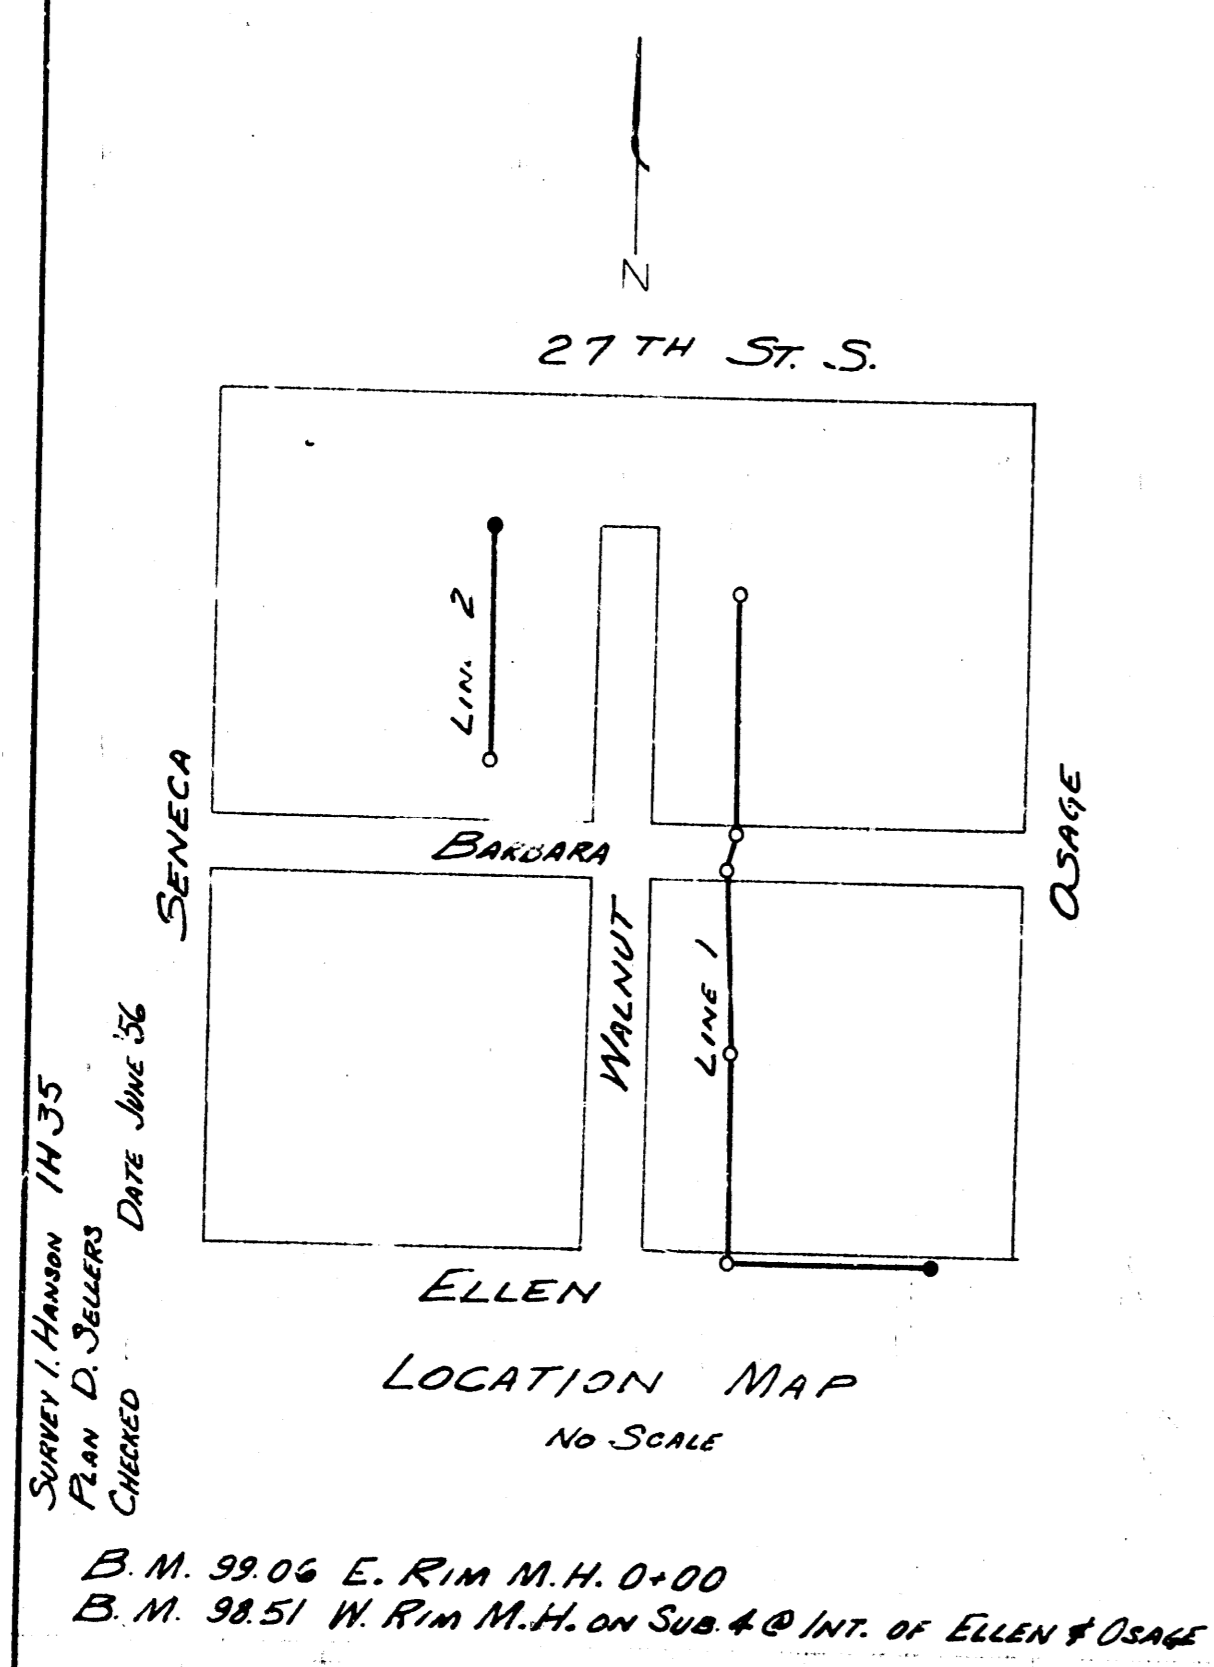 N
27TH ST. S.
LIN. 2
SENECA
BARBARA
OSAGE
WALNUT
LINE 1
ELLEN
LOCATION MAP
NO SCALE
SURVEY I. HANSON 1H35
PLAN D. SELLERS
CHECKED DATE JUNE '56
B.M. 99.06 E. RIM M.H. 0+00
B.M. 98.51 W. RIM M.H. ON SUB. 4 @ INT. OF ELLEN & OSAGE